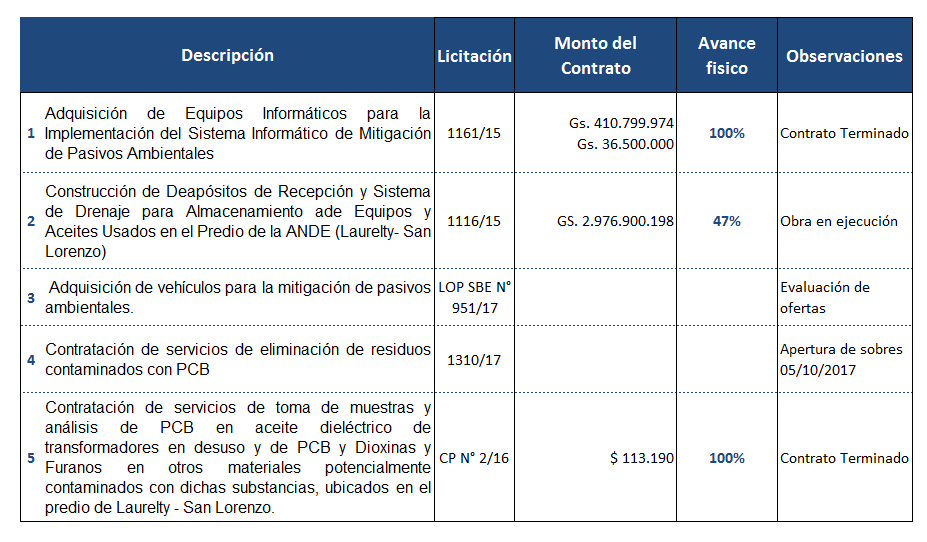 Descripción
Licitación
Monto del
Contrato
Avance
fisico
Observaciones
1
Adquisición de Equipos Informáticos para la
Implementación del Sistema Informático de Mitigación
de Pasivos Ambientales
1161/15
Gs. 410.799.974
Gs. 36.500.000
100%
Contrato Terminado
2
Construcción de Deapósitos de Recepción y Sistema
de Drenaje para Almacenamiento ade Equipos y
Aceites Usados en el Predio de la ANDE (Laurelty- San
Lorenzo)
1116/15
GS. 2.976.900.198
47%
Obra en ejecución
3
Adquisición de vehículos para la mitigación de pasivos
ambientales.
LOP SBE N°
951/17
Evaluación de
ofertas
4
Contratación de servicios de eliminación de residuos
contaminados con PCB
1310/17
Apertura de sobres
05/10/2017
5
Contratación de servicios de toma de muestras y
análisis de PCB en aceite dieléctrico de
transformadores en desuso y de PCB y Dioxinas y
Furanos en otros materiales potencialmente
contaminados con dichas substancias, ubicados en el
predio de Laurelty - San Lorenzo.
CP N° 2/16
$ 113.190
100%
Contrato Terminado